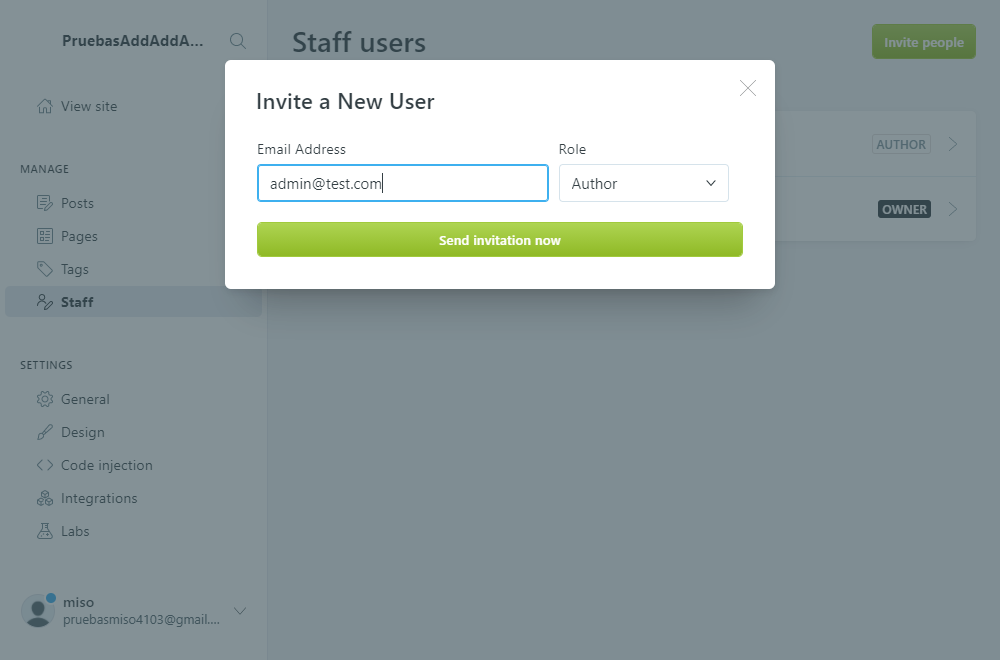 PruebasAddAddA...
Staff users
Invite people
View site
MANAGE
Posts
Pages
Tags
Staff
SETTINGS
General
Design
Code injection
Integrations
Labs
miso
pruebasmiso4103@gmail....
Invite a New User
Email Address
Role
admin@test.com
Author
Send invitation now
AUTHOR
OWNER